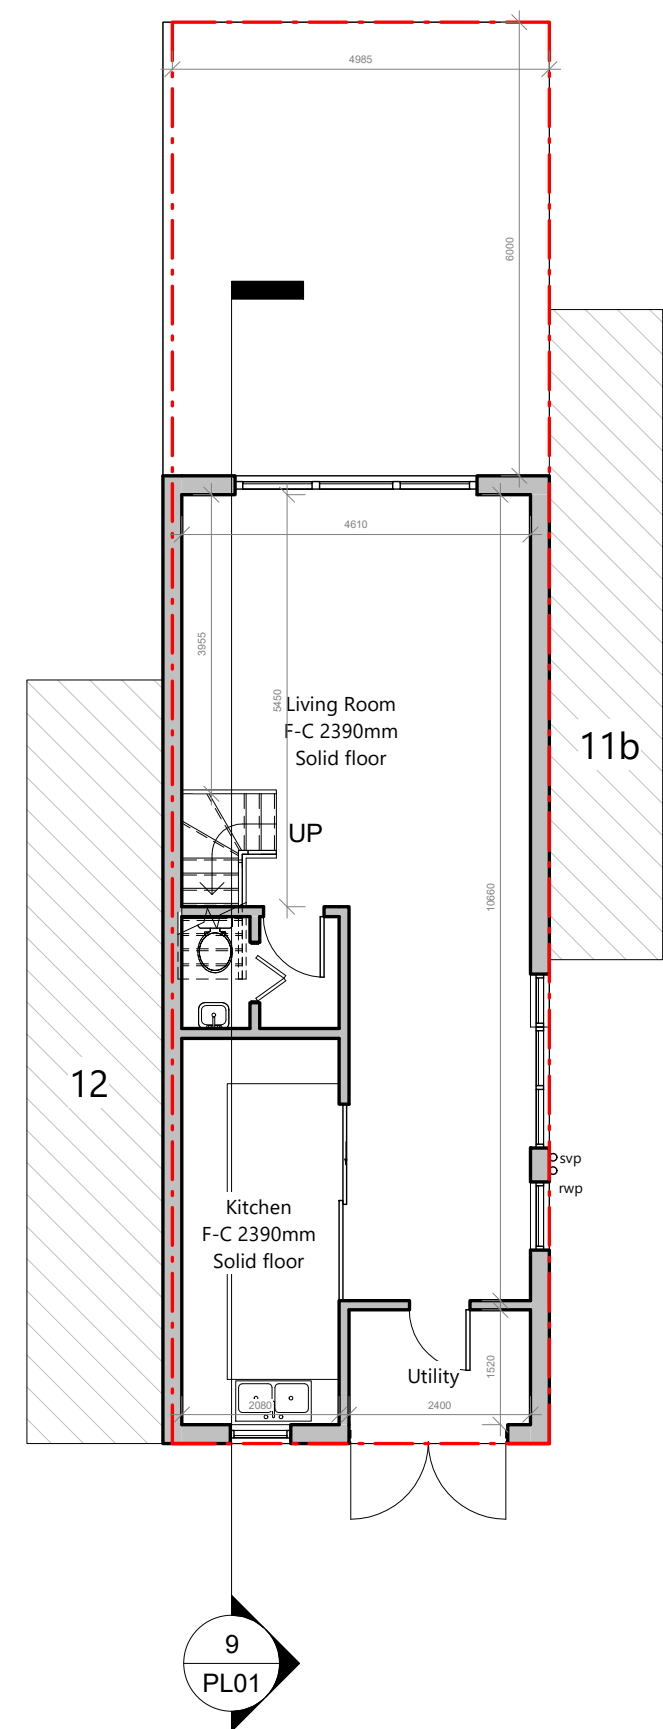 4985
6000
4610
3955
5450
Living Room
F-C 2390mm
Solid floor
11b
UP
10660
12
svp
rwp
Kitchen
F-C 2390mm
Solid floor
Utility
1520
2080
2400
9
PL01